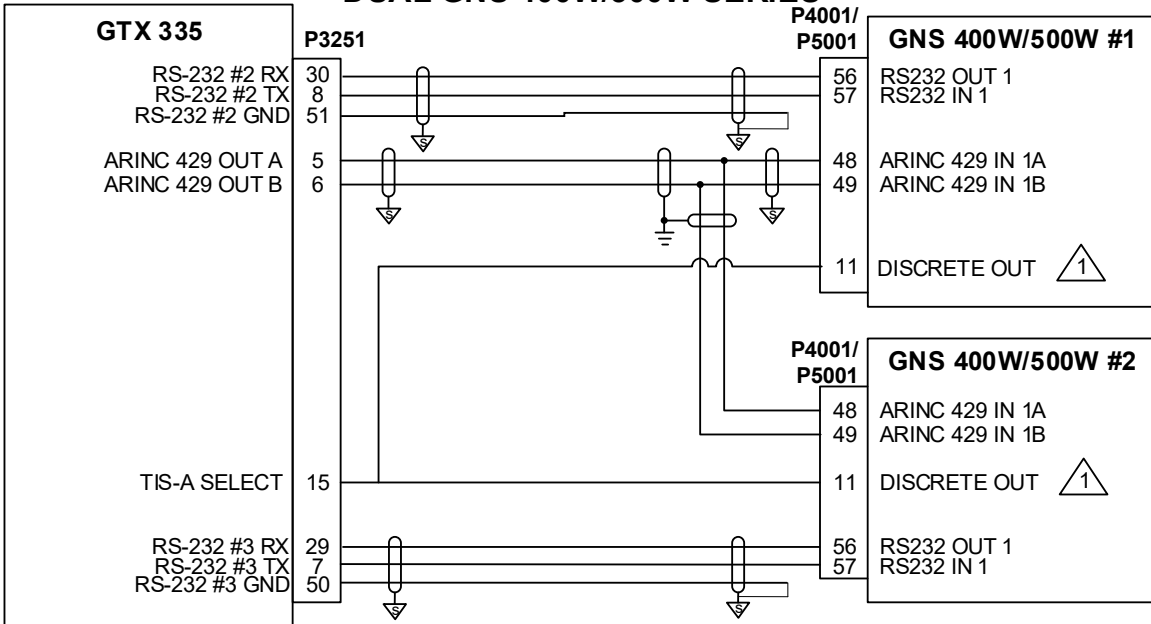 DUAL GNS 400W/500W SERIES
GTX 335
P3251
P4001/
P5001
GNS 400W/500W #1
RS-232 #2 RX 30
RS-232 #2 TX 8
RS-232 #2 GND 51
56 RS232 OUT 1
57 RS232 IN 1
ARINC 429 OUT A 5
ARINC 429 OUT B 6
48 ARINC 429 IN 1A
49 ARINC 429 IN 1B
S
S
S
S
11 DISCRETE OUT 1
P4001/
P5001
GNS 400W/500W #2
48 ARINC 429 IN 1A
49 ARINC 429 IN 1B
TIS-A SELECT 15
11 DISCRETE OUT 1
RS-232 #3 RX 29
RS-232 #3 TX 7
RS-232 #3 GND 50
56 RS232 OUT 1
57 RS232 IN 1
S
S